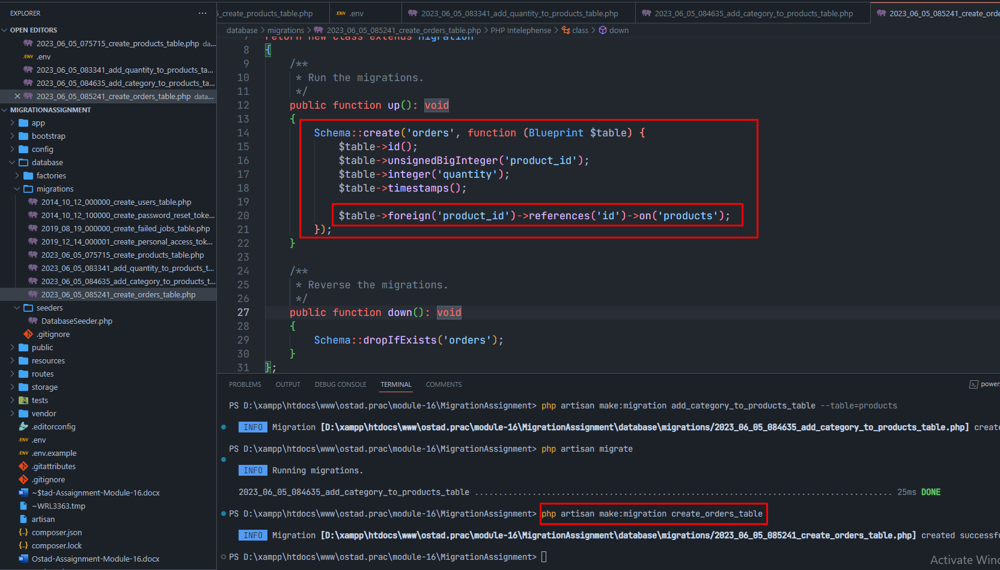 EXPLORER
···
OPEN EDITORS
2023_06_05_075715_create_products_table.php da...
.ENV .env
2023_06_05_083341_add_quantity_to_products_ta...
2023_06_05_084635_add_category_to_products_ta...
2023_06_05_085241_create_orders_table.php data...
MIGRATIONASSIGNMENT
app
bootstrap
config
database
factories
migrations
2014_10_12_000000_create_users_table.php
2014_10_12_100000_create_password_reset_toke...
2019_08_19_000000_create_failed_jobs_table.php
2019_12_14_000001_create_personal_access_tok...
2023_06_05_075715_create_products_table.php
2023_06_05_083341_add_quantity_to_products_t...
2023_06_05_084635_add_category_to_products_t...
2023_06_05_085241_create_orders_table.php
seeders
DatabaseSeeder.php
.gitignore
public
resources
routes
storage
tests
vendor
.editorconfig
.ENV .env
.ENV .env.example
.gitattributes
.gitignore
~$tad-Assaignment-Module-16.docx
~WRL3363.tmp
artisan
{..} composer.json
{..} composer.lock
Ostad-Assaignment-Module-16.docx
5_create_products_table.php .ENV .env 2023_06_05_083341_add_quantity_to_products_table.php 2023_06_05_084635_add_category_to_products_table.php 2023_06_05_085241_create_orde
database > migrations > 2023_06_05_085241_create_orders_table.php > PHP Intelephense > class > down
7 return new class extends Migration
8 {
9 /**
10 * Run the migrations.
11 */
12 public function up(): void
13 {
14 Schema::create('orders', function (Blueprint $table) {
15 $table->id();
16 $table->unsignedBigInteger('product_id');
17 $table->integer('quantity');
18 $table->timestamps();
19
20 $table->foreign('product_id')->references('id')->on('products');
21 });
22 }
23
24 /**
25 * Reverse the migrations.
26 */
27 public function down(): void
28 {
29 Schema::dropIfExists('orders');
30 }
31 };
PROBLEMS OUTPUT DEBUG CONSOLE TERMINAL COMMENTS power
PS D:\xampp\htdocs\www\ostad.prac\module-16\MigrationAssignment> php artisan make:migration add_category_to_products_table --table=products
INFO Migration [D:\xampp\htdocs\www\ostad.prac\module-16\MigrationAssignment\database\migrations/2023_06_05_084635_add_category_to_products_table.php] create
PS D:\xampp\htdocs\www\ostad.prac\module-16\MigrationAssignment> php artisan migrate
INFO Running migrations.
2023_06_05_084635_add_category_to_products_table ....................................................................................... 25ms DONE
PS D:\xampp\htdocs\www\ostad.prac\module-16\MigrationAssignment> php artisan make:migration create_orders_table
INFO Migration [D:\xampp\htdocs\www\ostad.prac\module-16\MigrationAssignment\database\migrations/2023_06_05_085241_create_orders_table.php] created successfu
PS D:\xampp\htdocs\www\ostad.prac\module-16\MigrationAssignment>
Activate Win